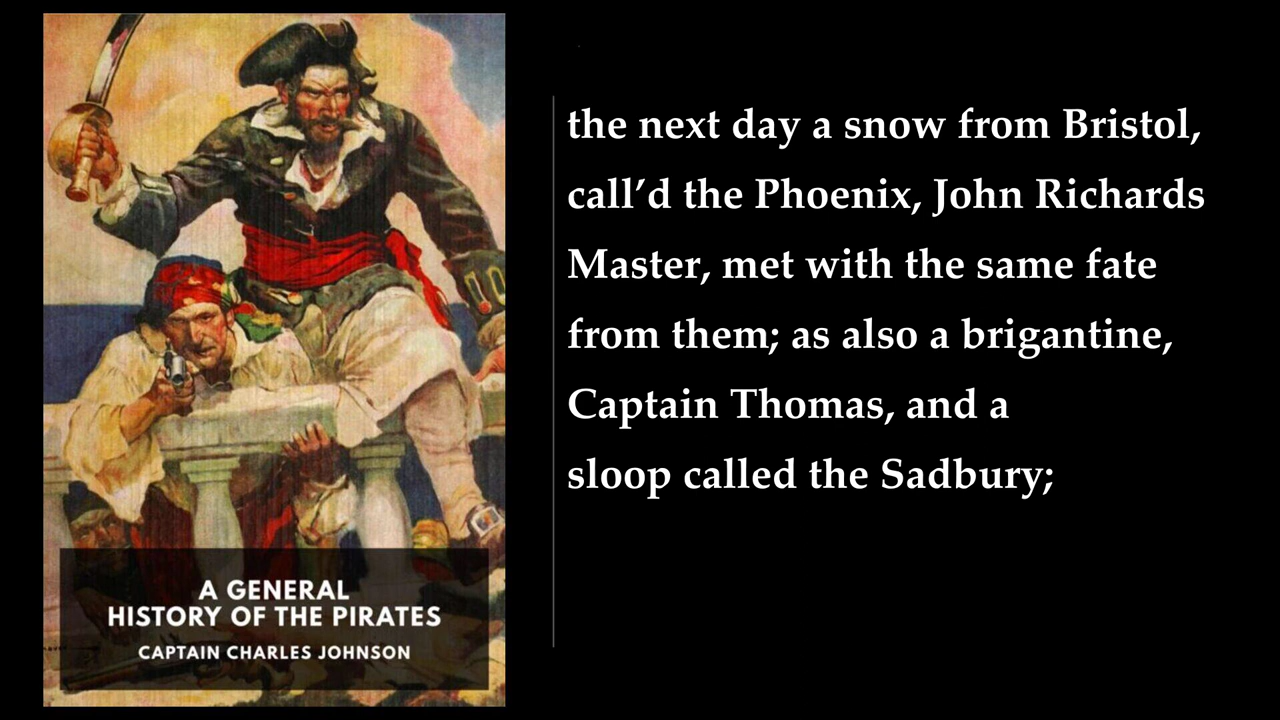 the next day a snow from Bristol,
call’d the Phoenix, John Richards
Master, met with the same fate
from them; as also a brigantine,
Captain Thomas, and a
sloop called the Sadbury;
A GENERAL
HISTORY OF THE PIRATES
CAPTAIN CHARLES JOHNSON